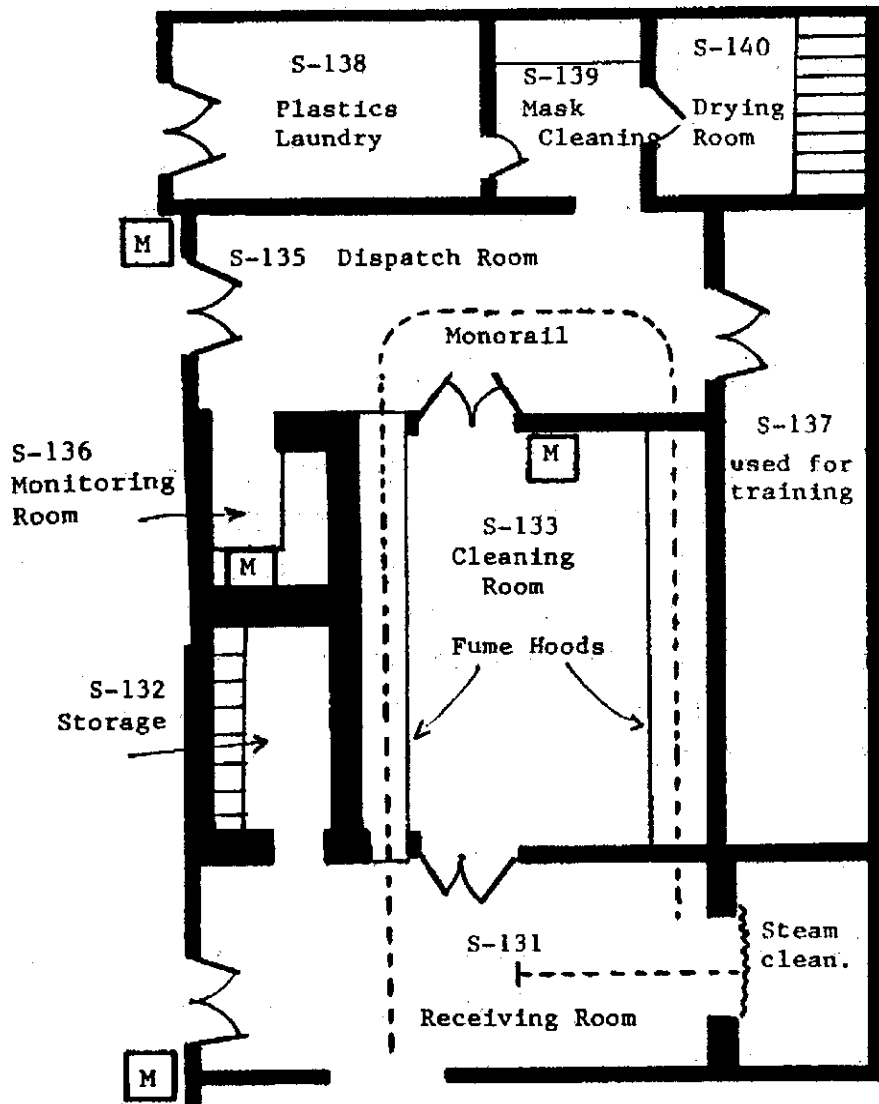 S-138
Plastics
Laundry
S-139
Mask
Cleaning
S-140
Drying
Room
M
S-135 Dispatch Room
Monorail
S-136
Monitoring
Room
M
S-137
used for
training
M
S-133
Cleaning
Room
Fume Hoods
S-132
Storage
S-131
Steam
clean.
Receiving Room
M